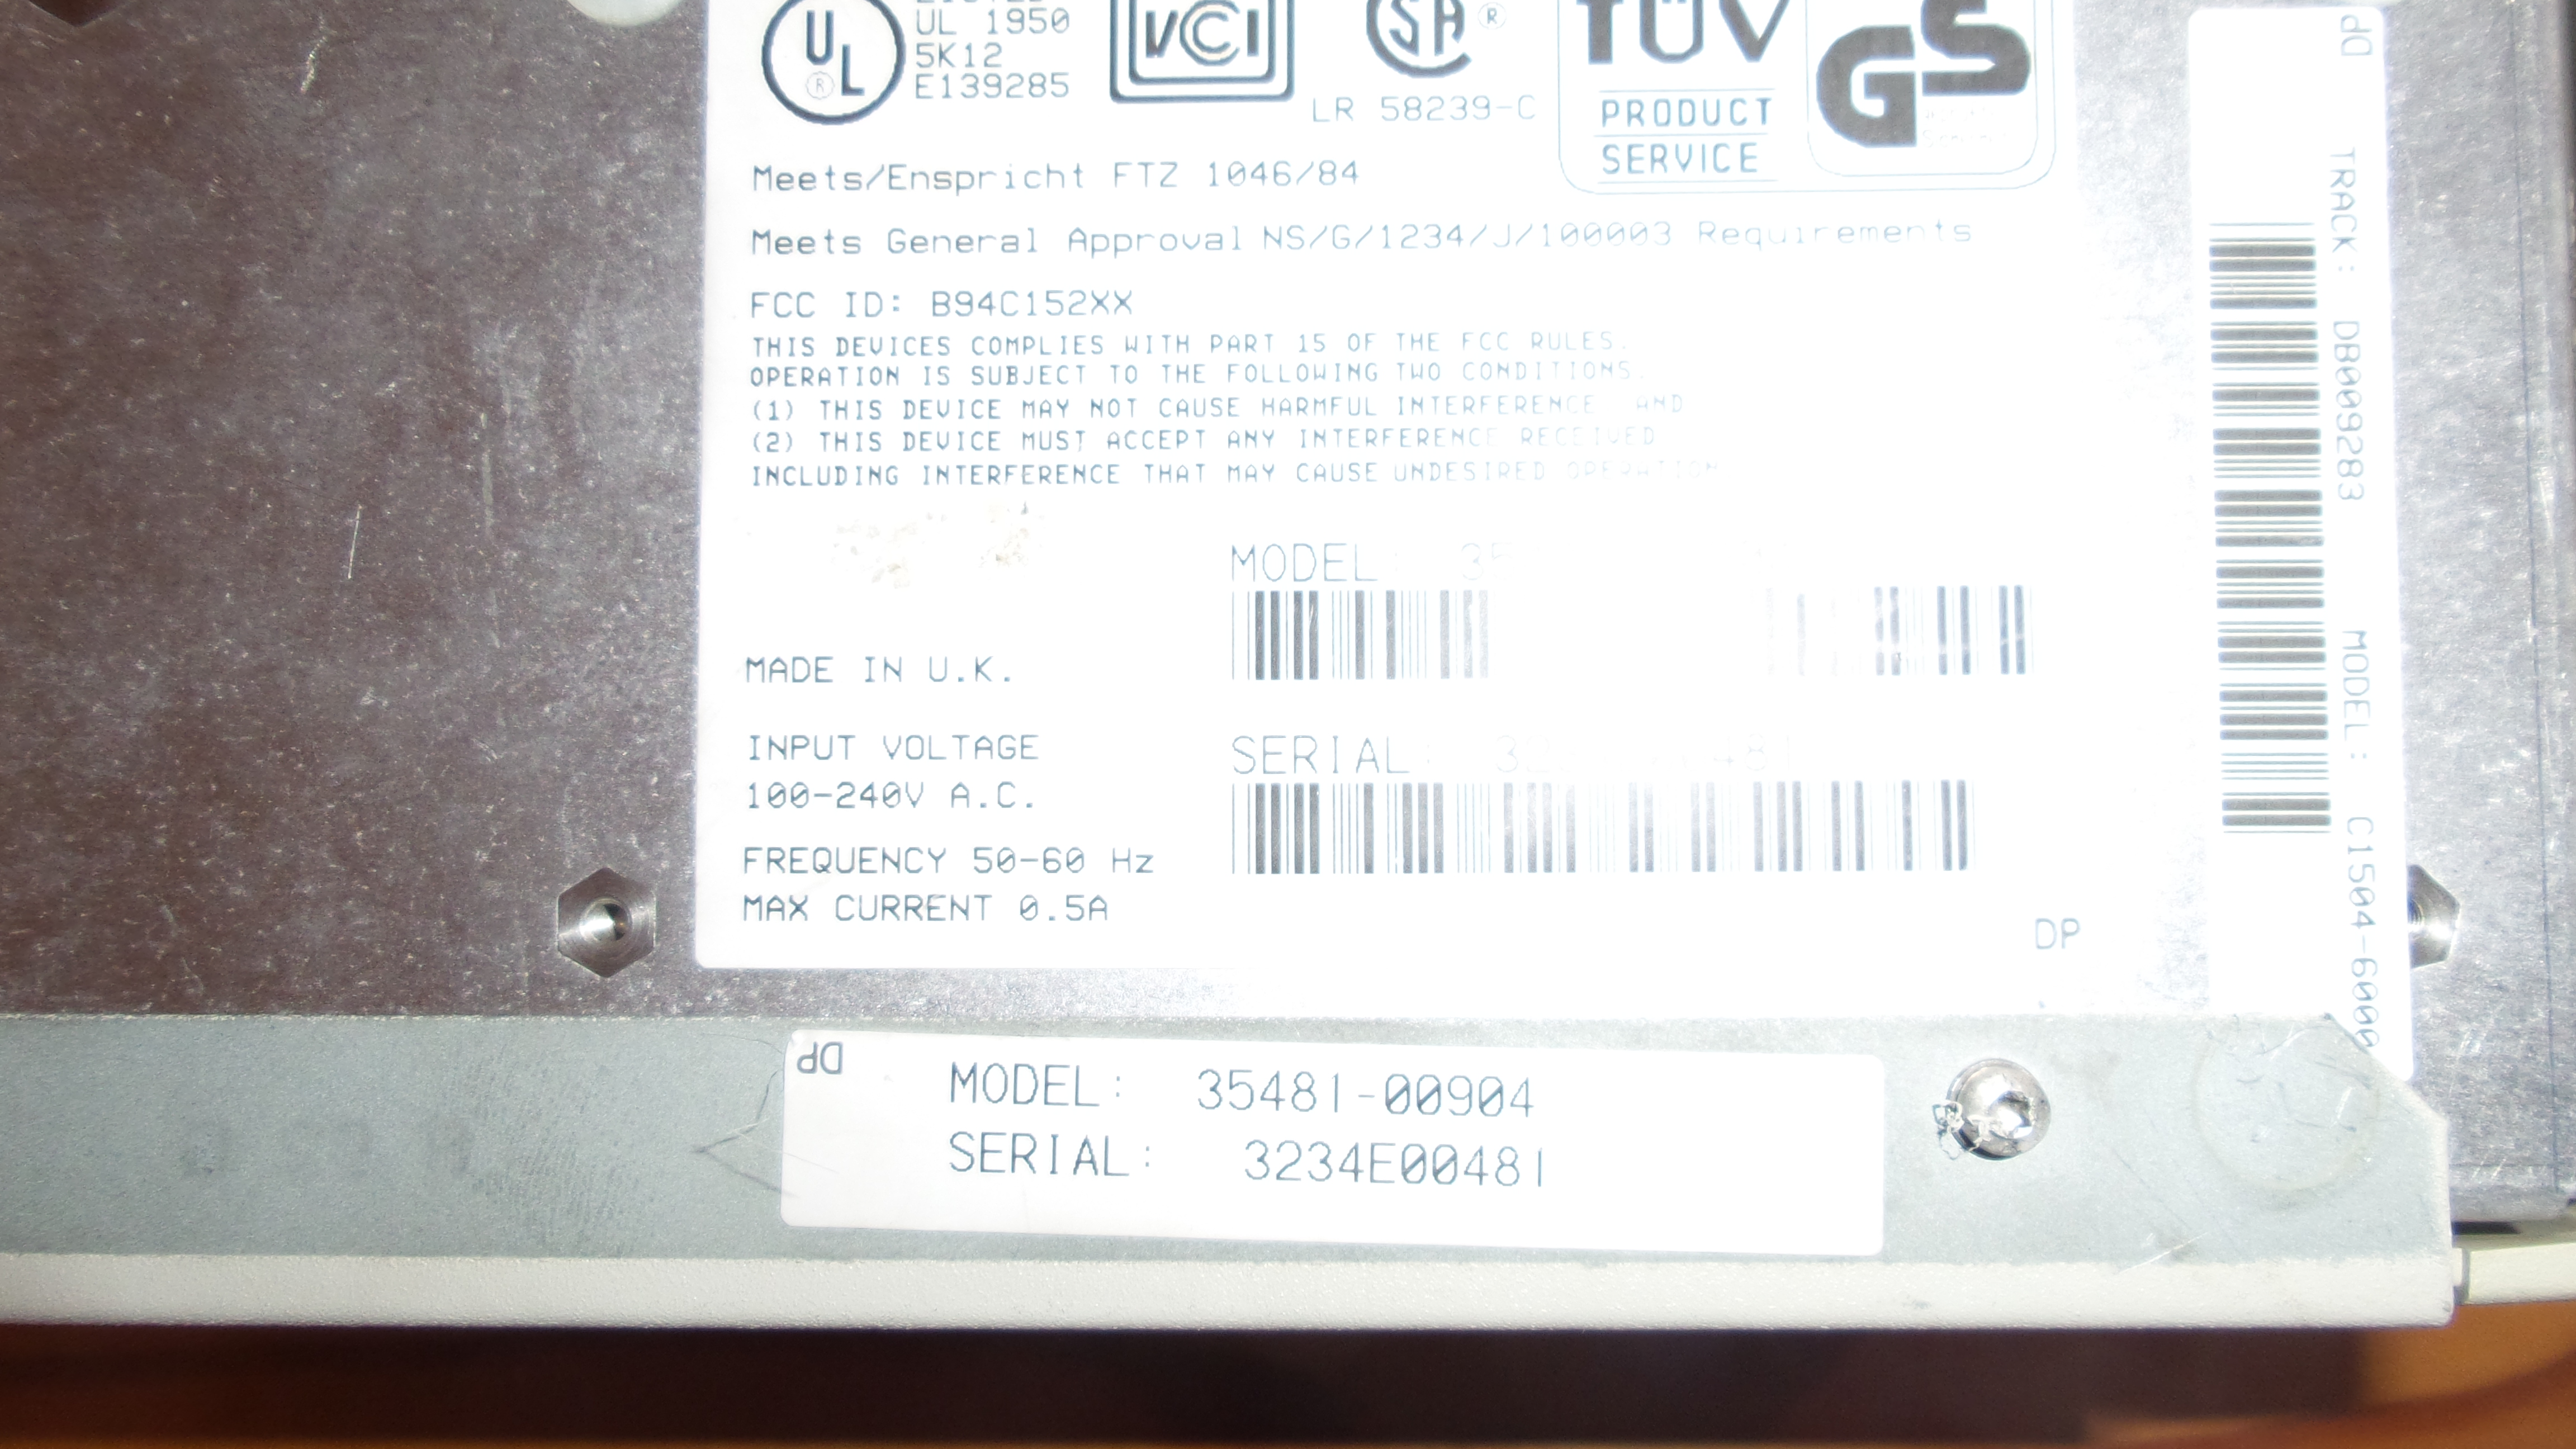 UL
UL 1950
5K12
E139285
VCI
SA ®
LR 58239-C
TÜV
PRODUCT
SERVICE
GS
Meets/Enspricht FTZ 1046/84
Meets General Approval NS/G/1234/J/100003 Requirements
FCC ID: B94C152XX
THIS DEVICES COMPLIES WITH PART 15 OF THE FCC RULES.
OPERATION IS SUBJECT TO THE FOLLOWING TWO CONDITIONS.
(1) THIS DEVICE MAY NOT CAUSE HARMFUL INTERFERENCE AND
(2) THIS DEVICE MUST ACCEPT ANY INTERFERENCE RECEIVED
INCLUDING INTERFERENCE THAT MAY CAUSE UNDESIRED OPERATION
MODEL:
MADE IN U.K.
INPUT VOLTAGE
100-240V A.C.
SERIAL:
FREQUENCY 50-60 Hz
MAX CURRENT 0.5A
DP
DP TRACK: DB009283 MODEL: C1504-6000
DP
MODEL: 35481-00904
SERIAL: 3234E00481